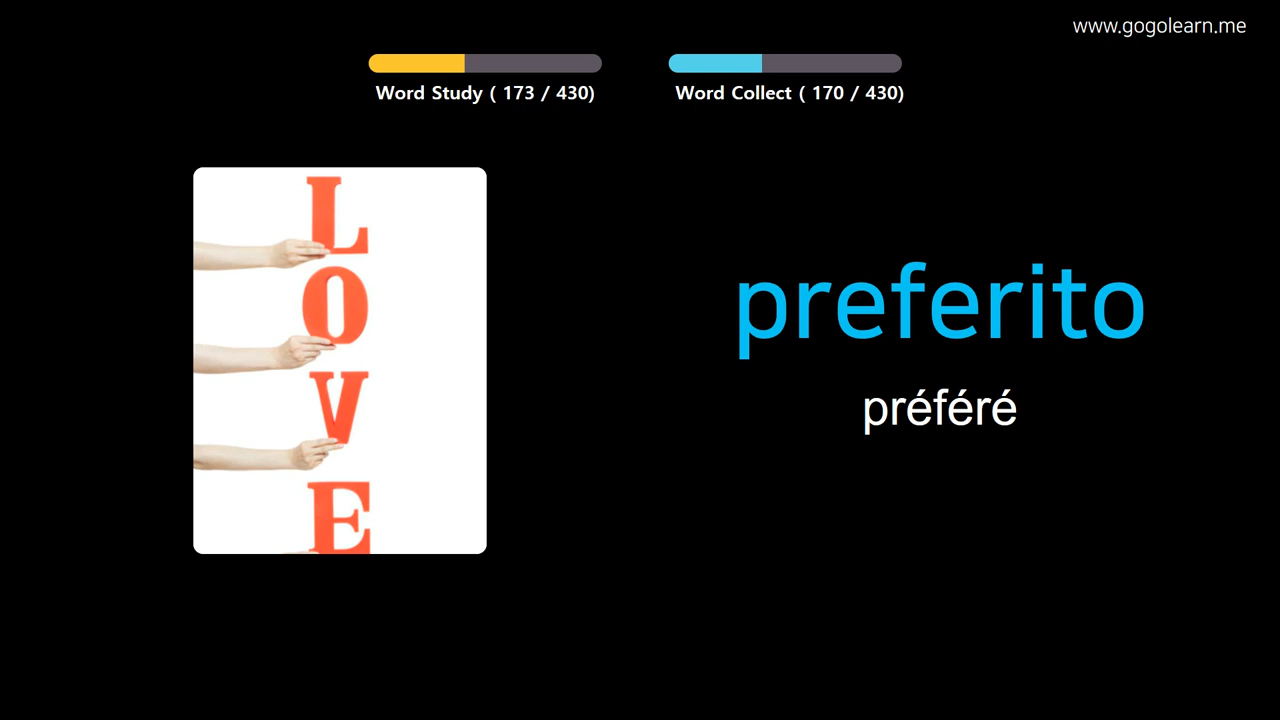 www.gogolearn.me
Word Study ( 173 / 430)
Word Collect ( 170 / 430)
L
O
V
E
preferito
préféré